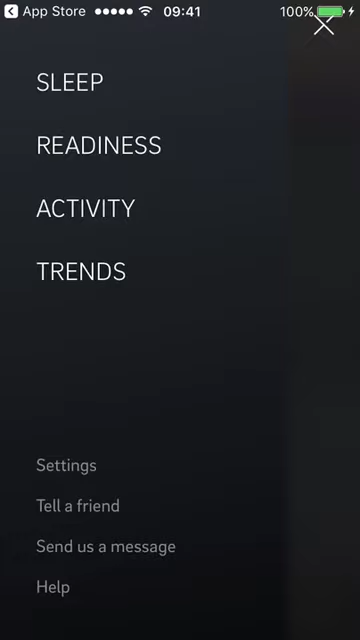 App Store 09:41 100%
SLEEP
READINESS
ACTIVITY
TRENDS
Settings
Tell a friend
Send us a message
Help